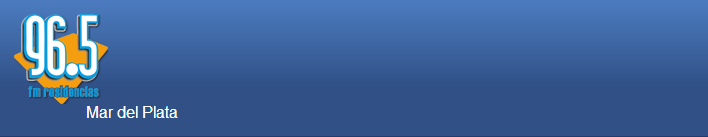 96.5
fm residencias
Mar del Plata